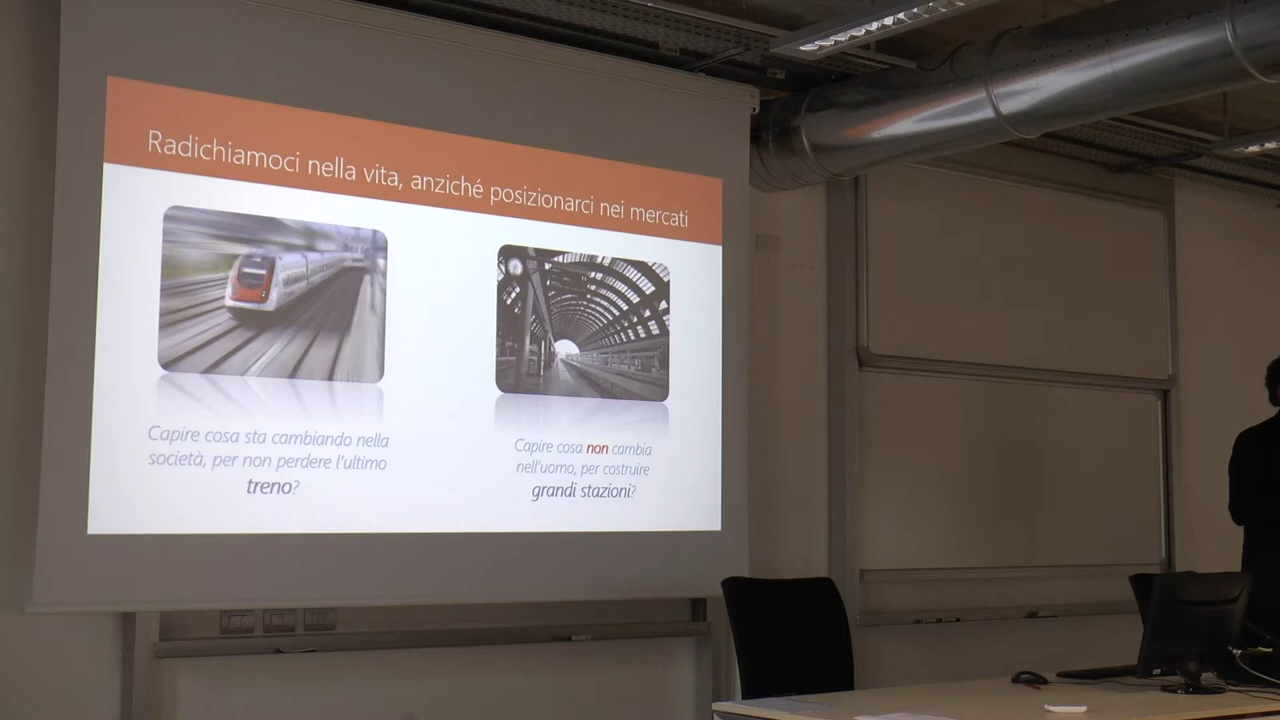 Radichiamoci nella vita, anziché posizionarci nei mercati
Capire cosa sta cambiando nella
società, per non perdere l'ultimo
treno?
Capire cosa non cambia
nell'uomo, per costruire
grandi stazioni?